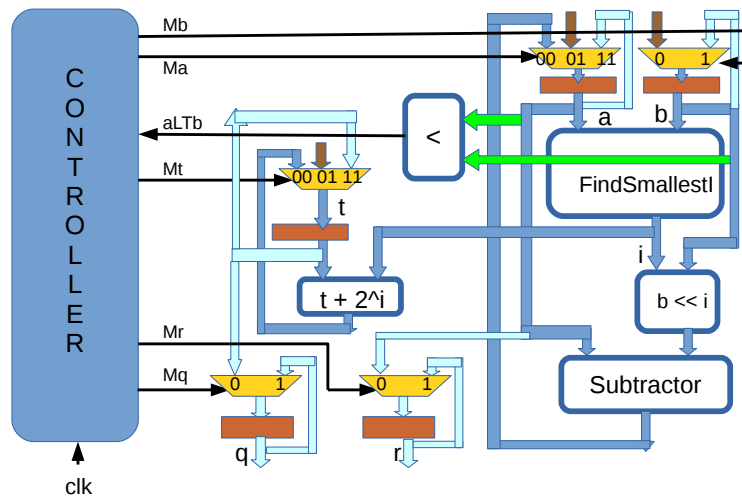 CONTROLLER
Mb
Ma
aLTb
Mt
Mr
Mq
clk
00 01 11
0 1
a
b
<
FindSmallestI
00 01 11
t
t + 2^i
i
b << i
Subtractor
0 1
0 1
q
r